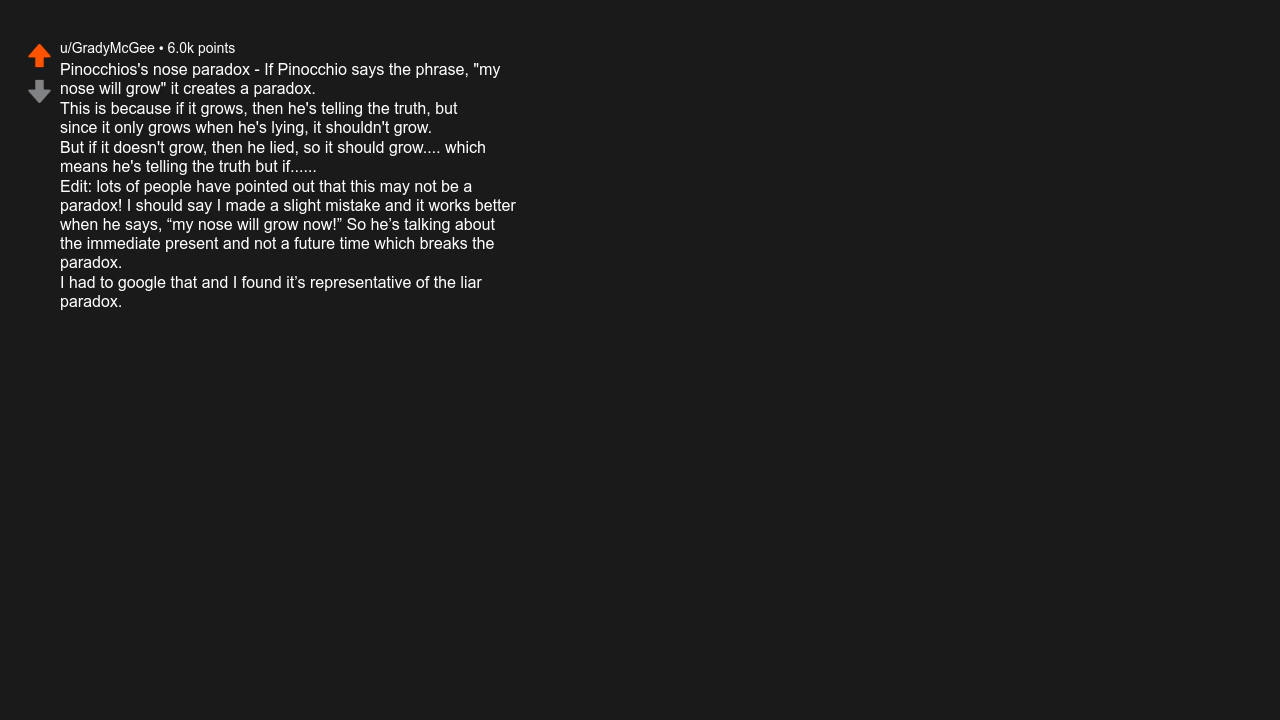 u/GradyMcGee • 6.0k points
Pinocchios's nose paradox - If Pinocchio says the phrase, "my
nose will grow" it creates a paradox.
This is because if it grows, then he's telling the truth, but
since it only grows when he's lying, it shouldn't grow.
But if it doesn't grow, then he lied, so it should grow.... which
means he's telling the truth but if......
Edit: lots of people have pointed out that this may not be a
paradox! I should say I made a slight mistake and it works better
when he says, “my nose will grow now!” So he’s talking about
the immediate present and not a future time which breaks the
paradox.
I had to google that and I found it’s representative of the liar
paradox.